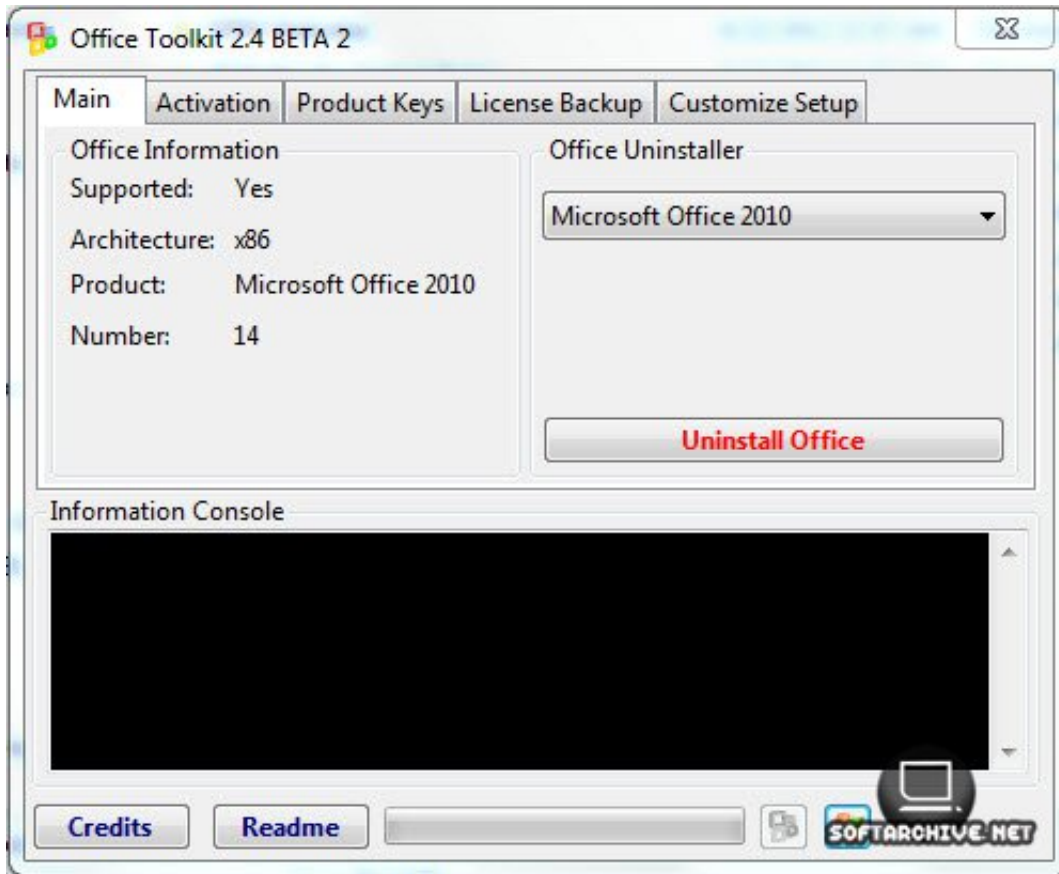 Office Toolkit 2.4 BETA 2
Main Activation Product Keys License Backup Customize Setup
Office Information
Supported: Yes
Architecture: x86
Product: Microsoft Office 2010
Number: 14
Office Uninstaller
Microsoft Office 2010
Uninstall Office
Information Console
Credits Readme
SOFTARCHIVE.NET